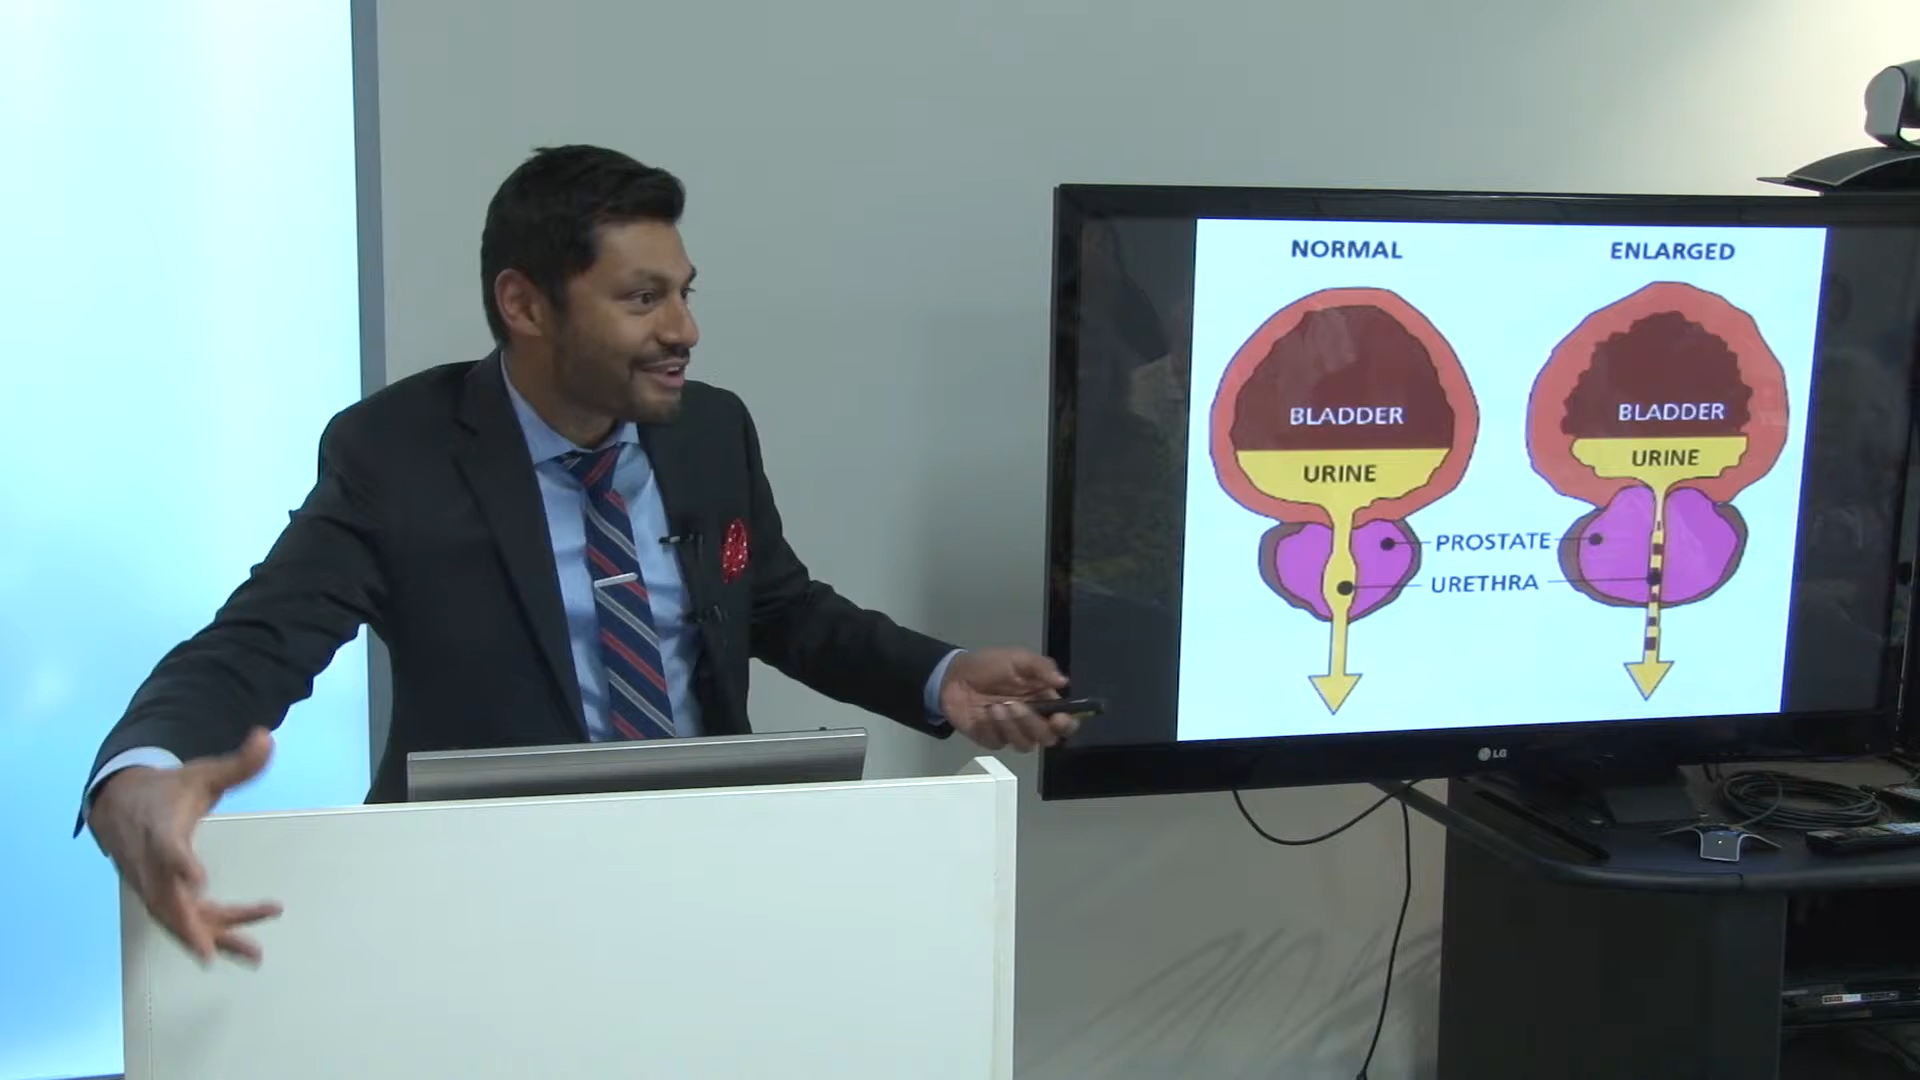 NORMAL
ENLARGED
BLADDER
BLADDER
URINE
URINE
PROSTATE
URETHRA
LG